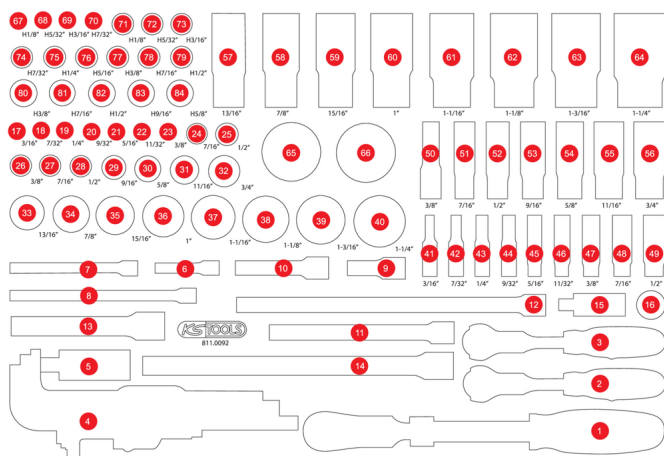 67 68 69 70 71 72 73
H1/8" H5/32" H3/16" H7/32" H1/8" H5/32" H3/16"
74 75 76 77 78 79
H7/32" H1/4" H5/16" H3/8" H7/16" H1/2"
80 81 82 83 84
H3/8" H7/16" H1/2" H9/16" H5/8"
57 58 59 60 61 62 63 64
13/16" 7/8" 15/16" 1" 1-1/16" 1-1/8" 1-3/16" 1-1/4"
17 18 19 20 21 22 23 24 25
3/16" 7/32" 1/4" 9/32" 5/16" 11/32" 3/8" 7/16" 1/2"
26 27 28 29 30 31 32
3/8" 7/16" 1/2" 9/16" 5/8" 11/16" 3/4"
65 66
50 51 52 53 54 55 56
3/8" 7/16" 1/2" 9/16" 5/8" 11/16" 3/4"
33 34 35 36 37 38 39 40
13/16" 7/8" 15/16" 1" 1-1/16" 1-1/8" 1-3/16" 1-1/4"
41 42 43 44 45 46 47 48 49
3/16" 7/32" 1/4" 9/32" 5/16" 11/32" 3/8" 7/16" 1/2"
7 6 10 9
8 12 15 16
13
KS TOOLS
811.0092
11 3
5 14 2
4 1